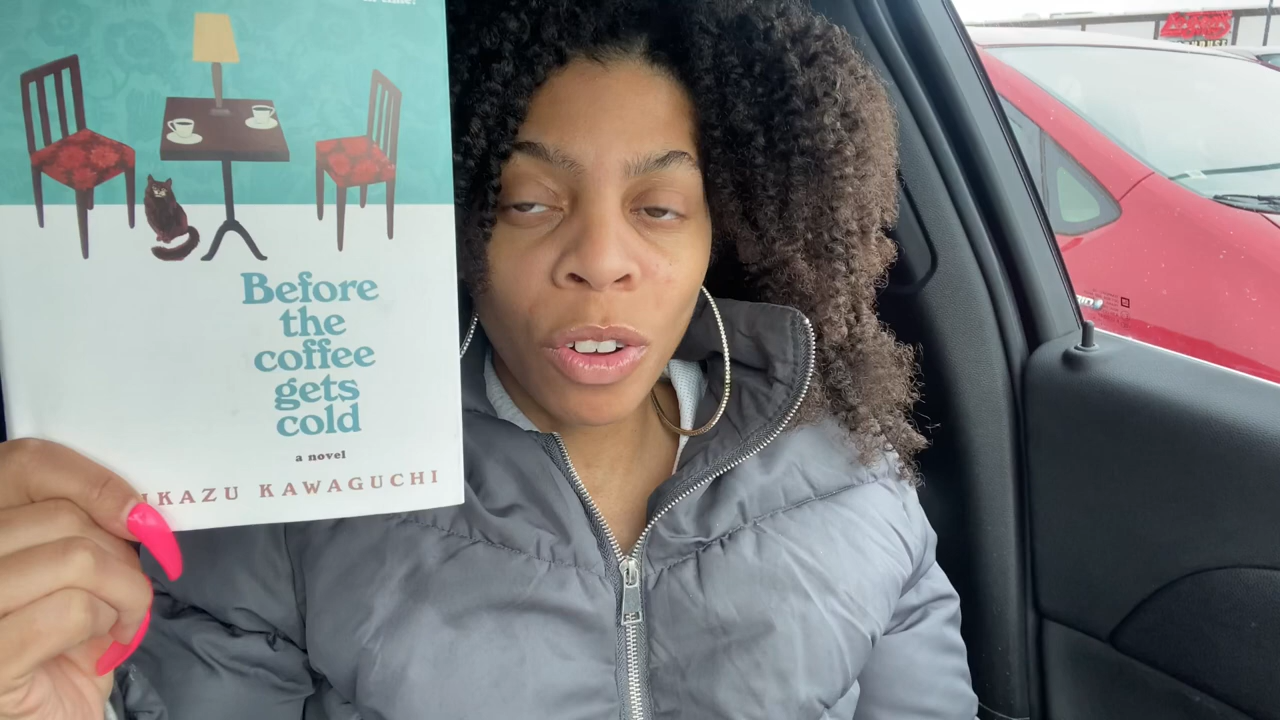 Before
the
coffee
gets
cold
a novel
KAZU KAWAGUCHI